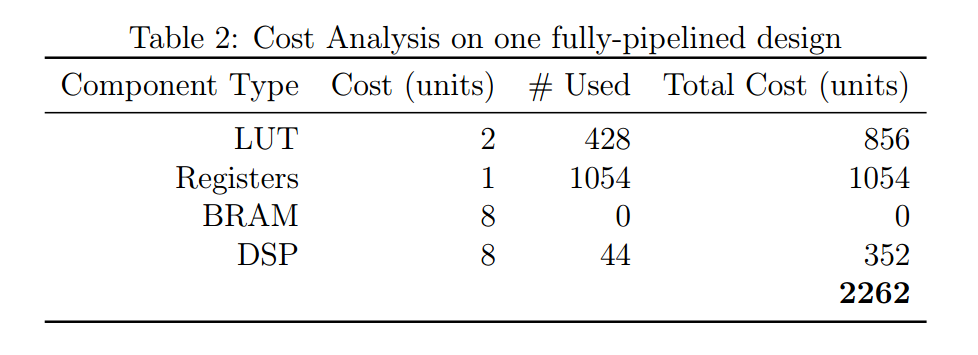 Table 2: Cost Analysis on one fully-pipelined design
Component Type Cost (units) # Used Total Cost (units)
LUT 2 428 856
Registers 1 1054 1054
BRAM 8 0 0
DSP 8 44 352
2262